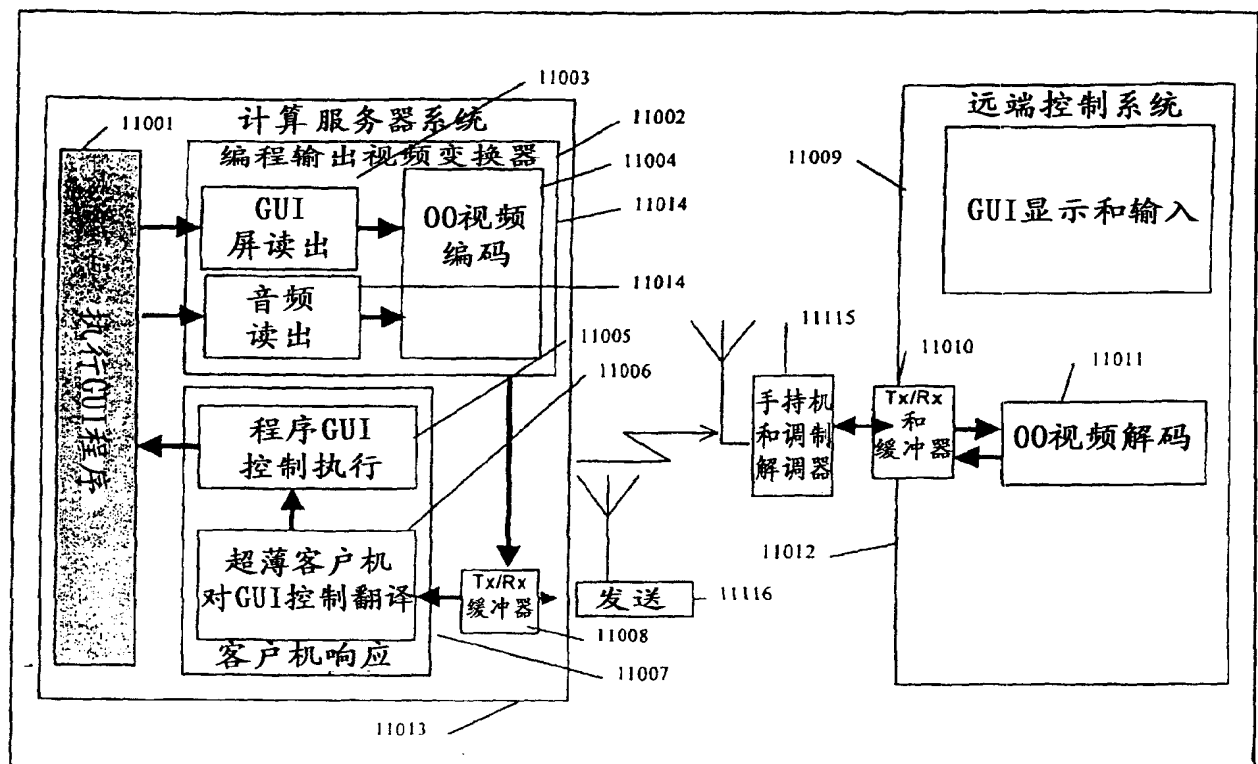 11003
计算服务器系统
11001
11002
编程输出视频变换器
11004
GUI
屏读出
OO视频
编码
11014
音频
读出
11014
11005
11006
执行GUI程序
程序GUI
控制执行
超薄客户机
对GUI控制翻译
客户机响应
Tx/Rx
缓冲器
11008
11007
11013
发送
11116
11115
手持机
和调制
解调器
远端控制系统
11009
GUI显示和输入
11010
Tx/Rx
和
缓冲器
11011
OO视频解码
11012